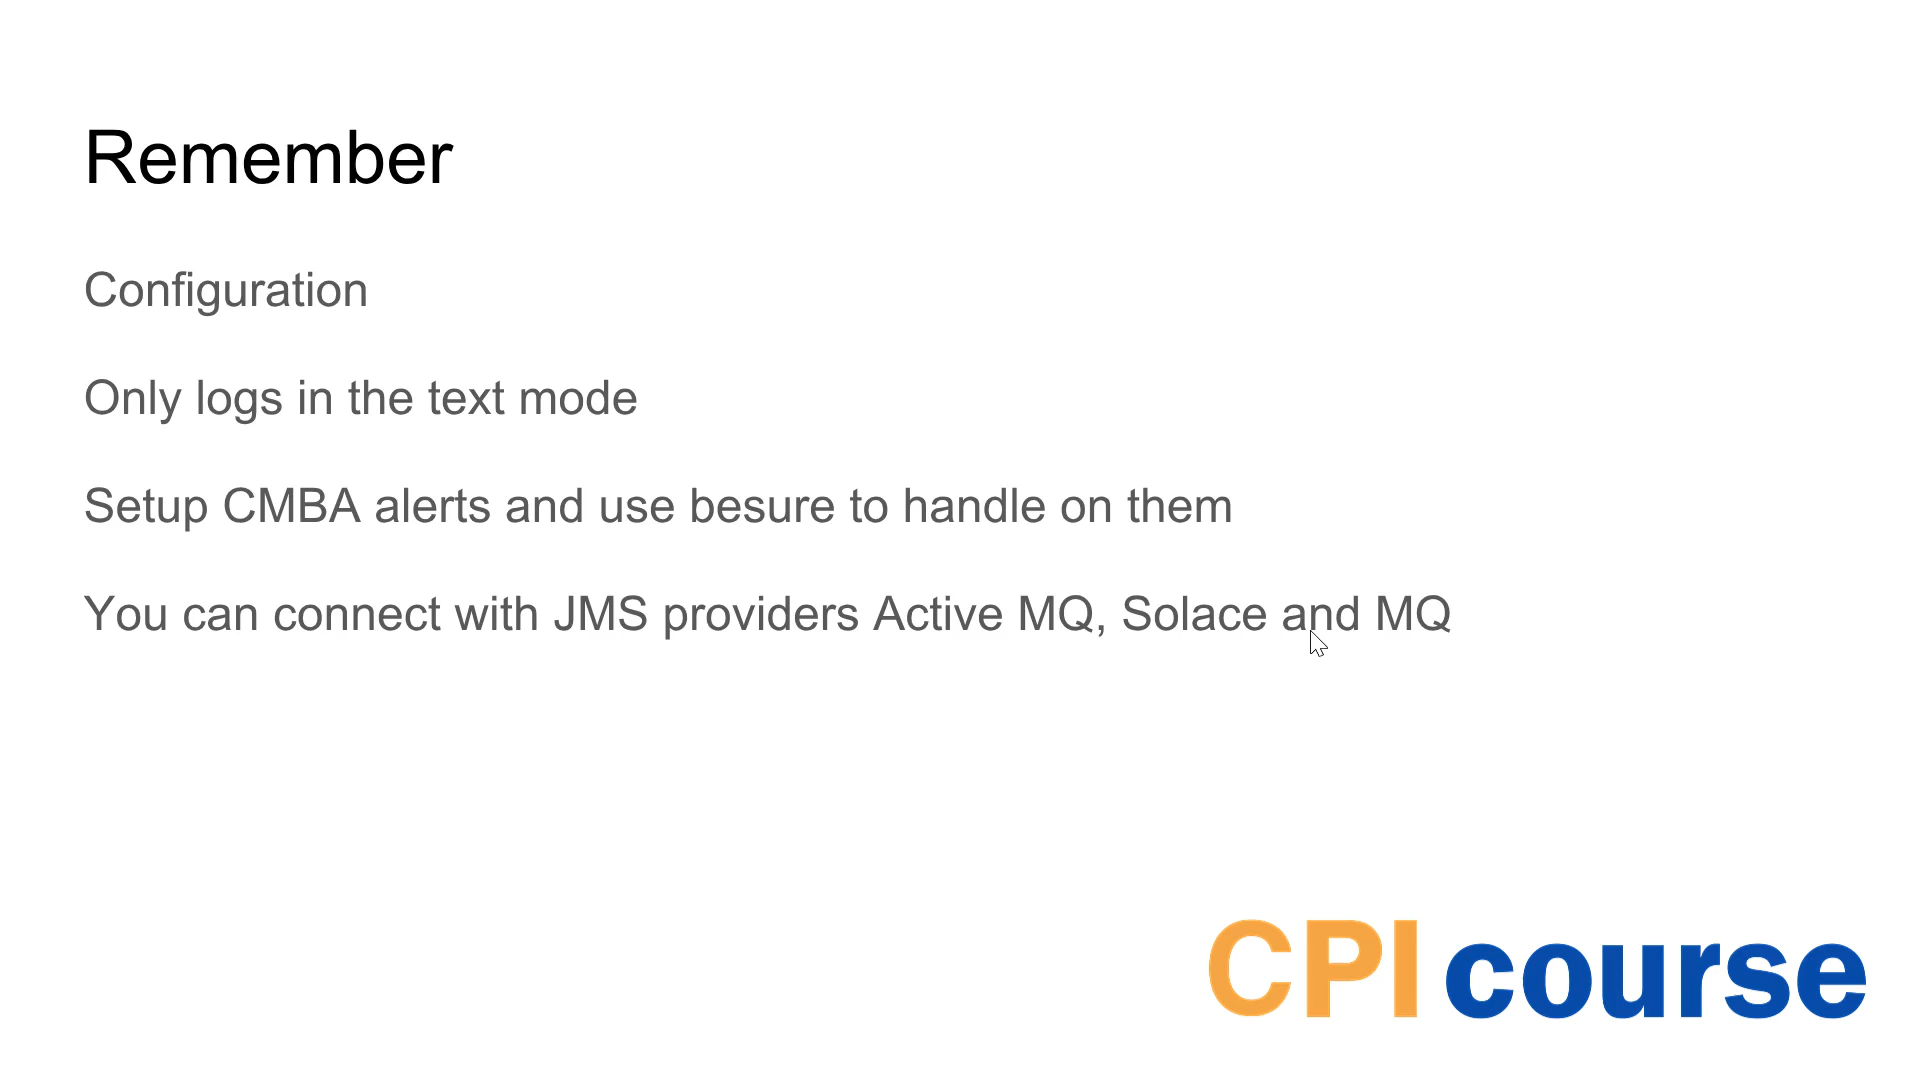 Remember
Configuration
Only logs in the text mode
Setup CMBA alerts and use besure to handle on them
You can connect with JMS providers Active MQ, Solace and MQ
CPI course